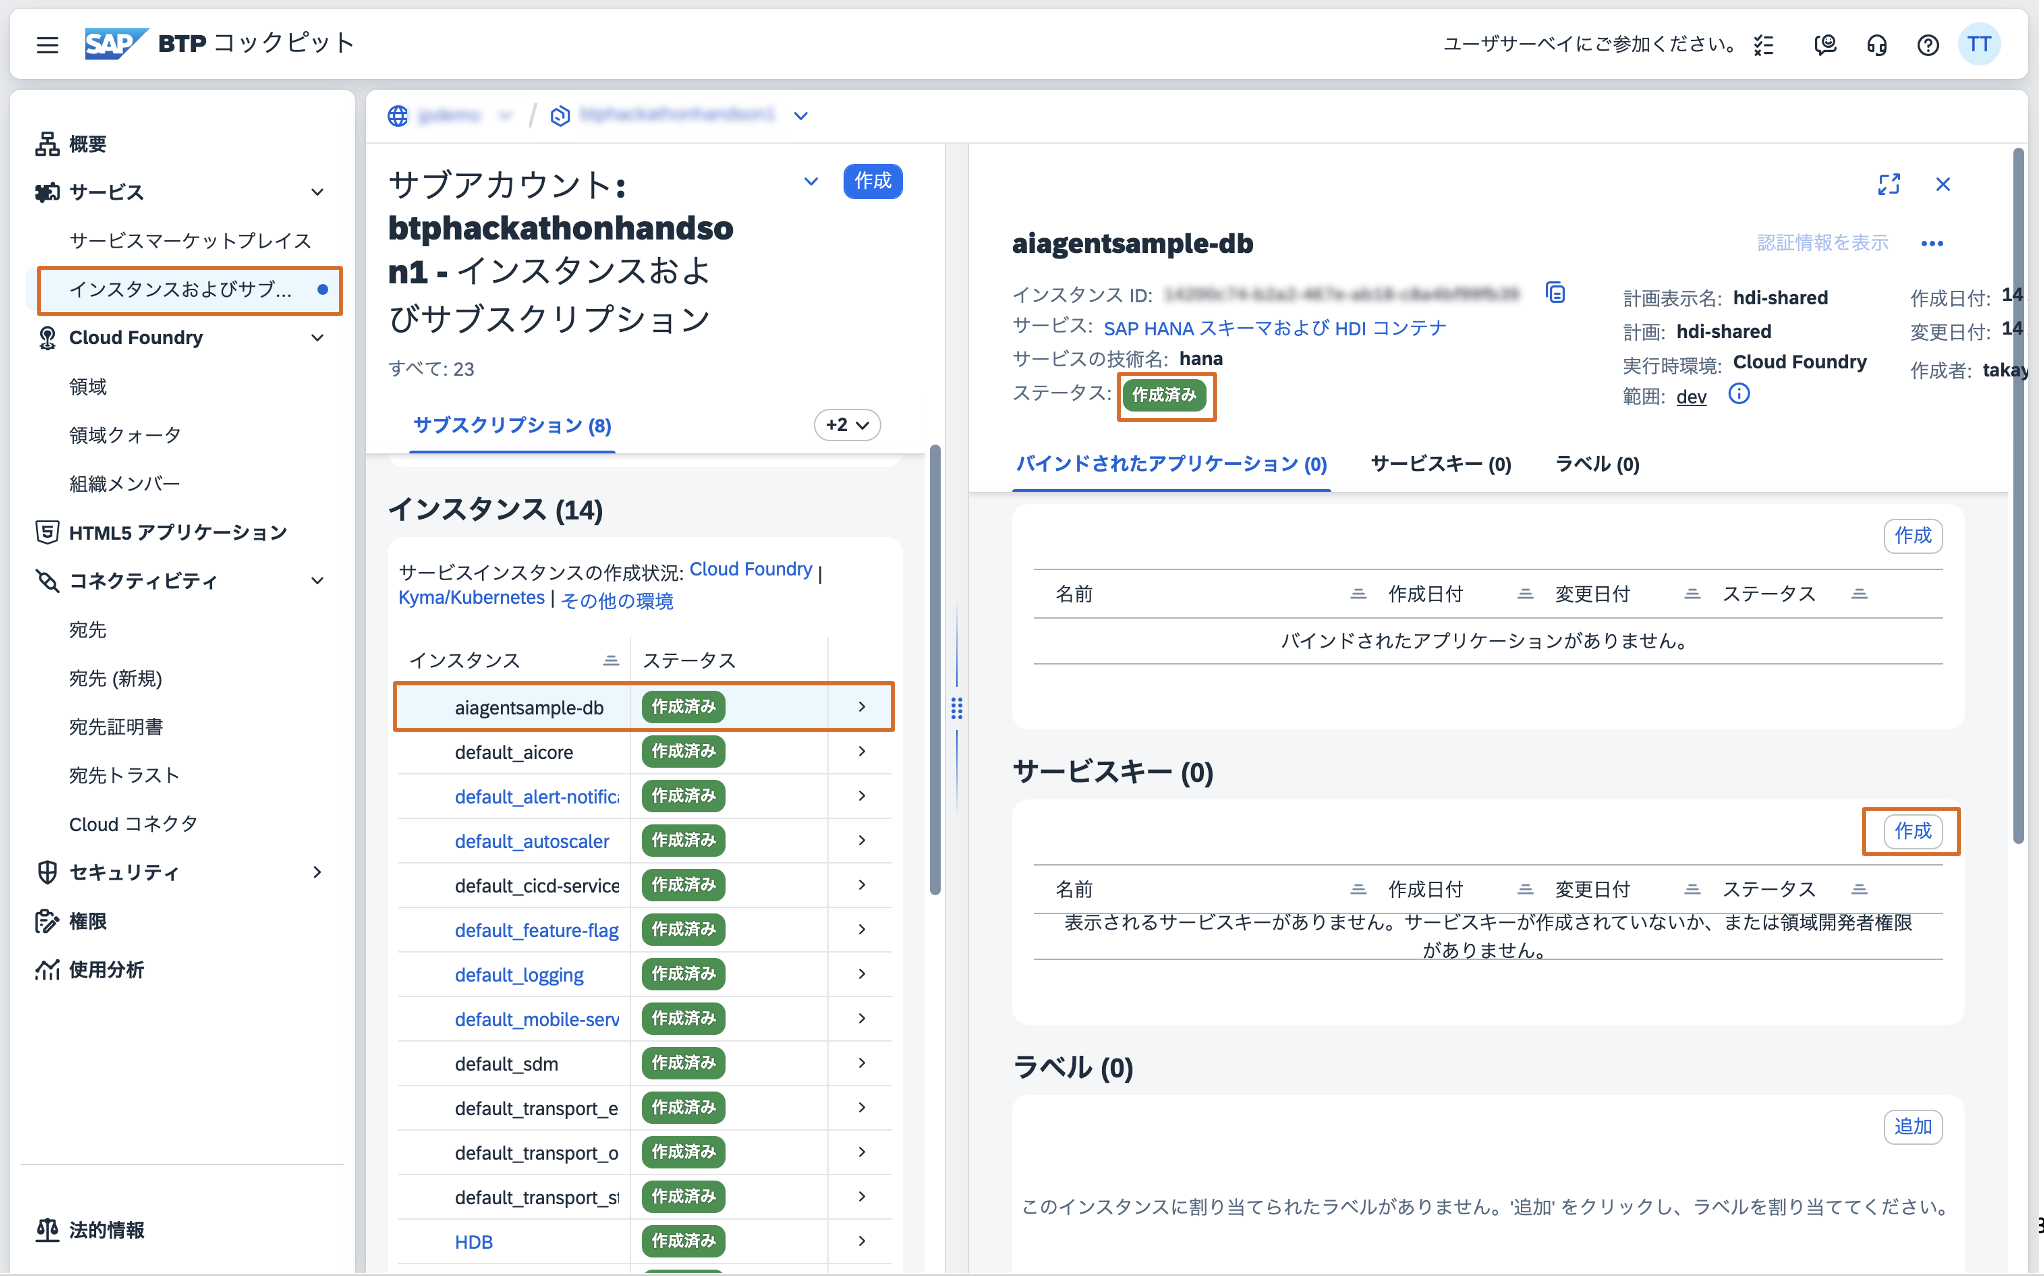 SAP BTP コックピット
ユーザサーベイにご参加ください。
TT
概要
サービス
サービスマーケットプレイス
インスタンスおよびサブ...
Cloud Foundry
領域
領域クォータ
組織メンバー
HTML5 アプリケーション
コネクティビティ
宛先
宛先 (新規)
宛先証明書
宛先トラスト
Cloud コネクタ
セキュリティ
権限
使用分析
法的情報
サブアカウント:
btphackathonhandso
n1 - インスタンスおよ
びサブスクリプション
作成
すべて: 23
サブスクリプション (8)
+2
インスタンス (14)
サービスインスタンスの作成状況: Cloud Foundry |
Kyma/Kubernetes | その他の環境
インスタンス ステータス
aiagentsample-db 作成済み
default_aicore 作成済み
default_alert-notifica 作成済み
default_autoscaler 作成済み
default_cicd-service 作成済み
default_feature-flag 作成済み
default_logging 作成済み
default_mobile-serv 作成済み
default_sdm 作成済み
default_transport_e 作成済み
default_transport_o 作成済み
default_transport_st 作成済み
HDB 作成済み
aiagentsample-db
認証情報を表示
インスタンス ID:
サービス: SAP HANA スキーマおよび HDI コンテナ
サービスの技術名: hana
ステータス: 作成済み
計画表示名: hdi-shared
計画: hdi-shared
実行時環境: Cloud Foundry
範囲: dev
作成日付: 14
変更日付: 14
作成者: takay
バインドされたアプリケーション (0) サービスキー (0) ラベル (0)
作成
名前 作成日付 変更日付 ステータス
バインドされたアプリケーションがありません。
サービスキー (0)
作成
名前 作成日付 変更日付 ステータス
表示されるサービスキーがありません。サービスキーが作成されていないか、または領域開発者権限
がありません。
ラベル (0)
追加
このインスタンスに割り当てられたラベルがありません。'追加' をクリックし、ラベルを割り当ててください。